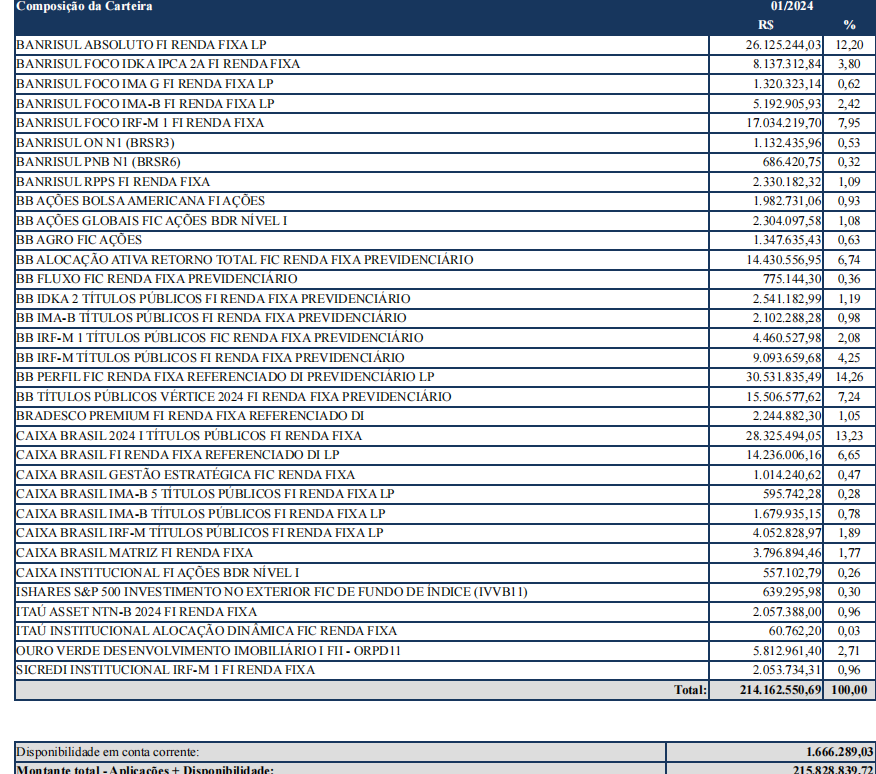 Composição da Carteira 01/2024
R$ %
BANRISUL ABSOLUTO FI RENDA FIXA LP 26.125.244,03 12,20
BANRISUL FOCO IDKA IPCA 2A FI RENDA FIXA 8.137.312,84 3,80
BANRISUL FOCO IMA G FI RENDA FIXA LP 1.320.323,14 0,62
BANRISUL FOCO IMA-B FI RENDA FIXA LP 5.192.905,93 2,42
BANRISUL FOCO IRF-M 1 FI RENDA FIXA 17.034.219,70 7,95
BANRISUL ON N1 (BRSR3) 1.132.435,96 0,53
BANRISUL PNB N1 (BRSR6) 686.420,75 0,32
BANRISUL RPPS FI RENDA FIXA 2.330.182,32 1,09
BB AÇÕES BOLSA AMERICANA FI AÇÕES 1.982.731,06 0,93
BB AÇÕES GLOBAIS FIC AÇÕES BDR NÍVEL I 2.304.097,58 1,08
BB AGRO FIC AÇÕES 1.347.635,43 0,63
BB ALOCAÇÃO ATIVA RETORNO TOTAL FIC RENDA FIXA PREVIDENCIÁRIO 14.430.556,95 6,74
BB FLUXO FIC RENDA FIXA PREVIDENCIÁRIO 775.144,30 0,36
BB IDKA 2 TÍTULOS PÚBLICOS FI RENDA FIXA PREVIDENCIÁRIO 2.541.182,99 1,19
BB IMA-B TÍTULOS PÚBLICOS FI RENDA FIXA PREVIDENCIÁRIO 2.102.288,28 0,98
BB IRF-M 1 TÍTULOS PÚBLICOS FIC RENDA FIXA PREVIDENCIÁRIO 4.460.527,98 2,08
BB IRF-M TÍTULOS PÚBLICOS FI RENDA FIXA PREVIDENCIÁRIO 9.093.659,68 4,25
BB PERFIL FIC RENDA FIXA REFERENCIADO DI PREVIDENCIÁRIO LP 30.531.835,49 14,26
BB TÍTULOS PÚBLICOS VÉRTICE 2024 FI RENDA FIXA PREVIDENCIÁRIO 15.506.577,62 7,24
BRADESCO PREMIUM FI RENDA FIXA REFERENCIADO DI 2.244.882,30 1,05
CAIXA BRASIL 2024 I TÍTULOS PÚBLICOS FI RENDA FIXA 28.325.494,05 13,23
CAIXA BRASIL FI RENDA FIXA REFERENCIADO DI LP 14.236.006,16 6,65
CAIXA BRASIL GESTÃO ESTRATÉGICA FIC RENDA FIXA 1.014.240,62 0,47
CAIXA BRASIL IMA-B 5 TÍTULOS PÚBLICOS FI RENDA FIXA LP 595.742,28 0,28
CAIXA BRASIL IMA-B TÍTULOS PÚBLICOS FI RENDA FIXA LP 1.679.935,15 0,78
CAIXA BRASIL IRF-M TÍTULOS PÚBLICOS FI RENDA FIXA LP 4.052.828,97 1,89
CAIXA BRASIL MATRIZ FI RENDA FIXA 3.796.894,46 1,77
CAIXA INSTITUCIONAL FI AÇÕES BDR NÍVEL I 557.102,79 0,26
ISHARES S&P 500 INVESTIMENTO NO EXTERIOR FIC DE FUNDO DE ÍNDICE (IVVB11) 639.295,98 0,30
ITAÚ ASSET NTN-B 2024 FI RENDA FIXA 2.057.388,00 0,96
ITAÚ INSTITUCIONAL ALOCAÇÃO DINÂMICA FIC RENDA FIXA 60.762,20 0,03
OURO VERDE DESENVOLVIMENTO IMOBILIÁRIO I FII - ORPD11 5.812.961,40 2,71
SICREDI INSTITUCIONAL IRF-M 1 FI RENDA FIXA 2.053.734,31 0,96
Total: 214.162.550,69 100,00
Disponibilidade em conta corrente: 1.666.289,03
Montante total - Aplicações + Disponibilidade: 215.828.839,72